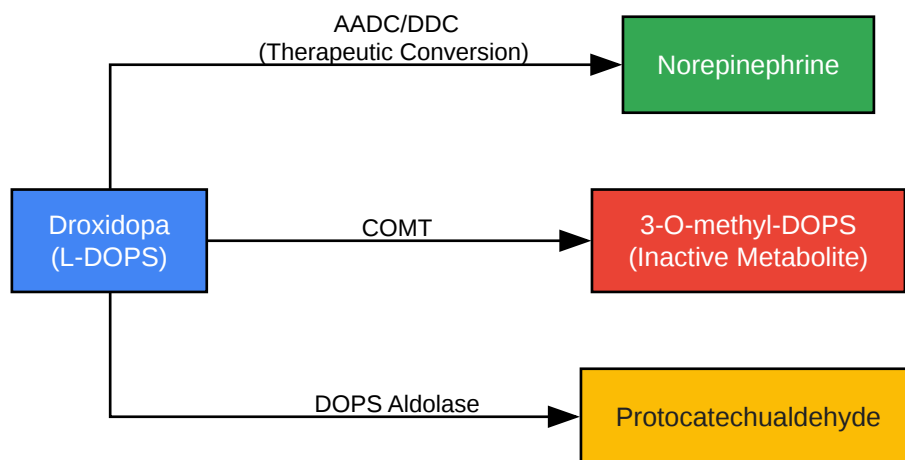 AADC/DDC
(Therapeutic Conversion)
Norepinephrine
Droxidopa
(L-DOPS)
COMT
3-O-methyl-DOPS
(Inactive Metabolite)
DOPS Aldolase
Protocatechualdehyde